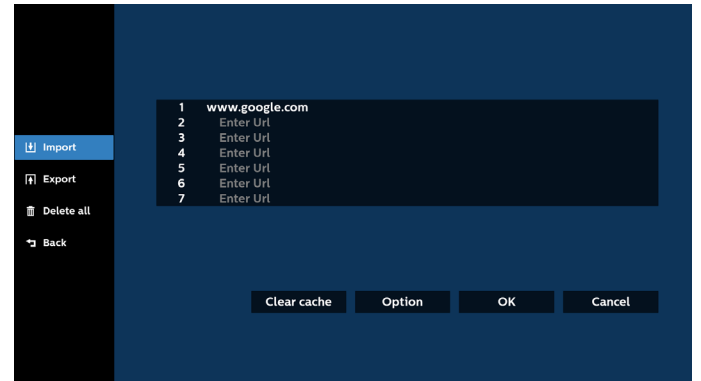 Import
Export
Delete all
Back
1 www.google.com
2 Enter Url
3 Enter Url
4 Enter Url
5 Enter Url
6 Enter Url
7 Enter Url
Clear cache Option OK Cancel